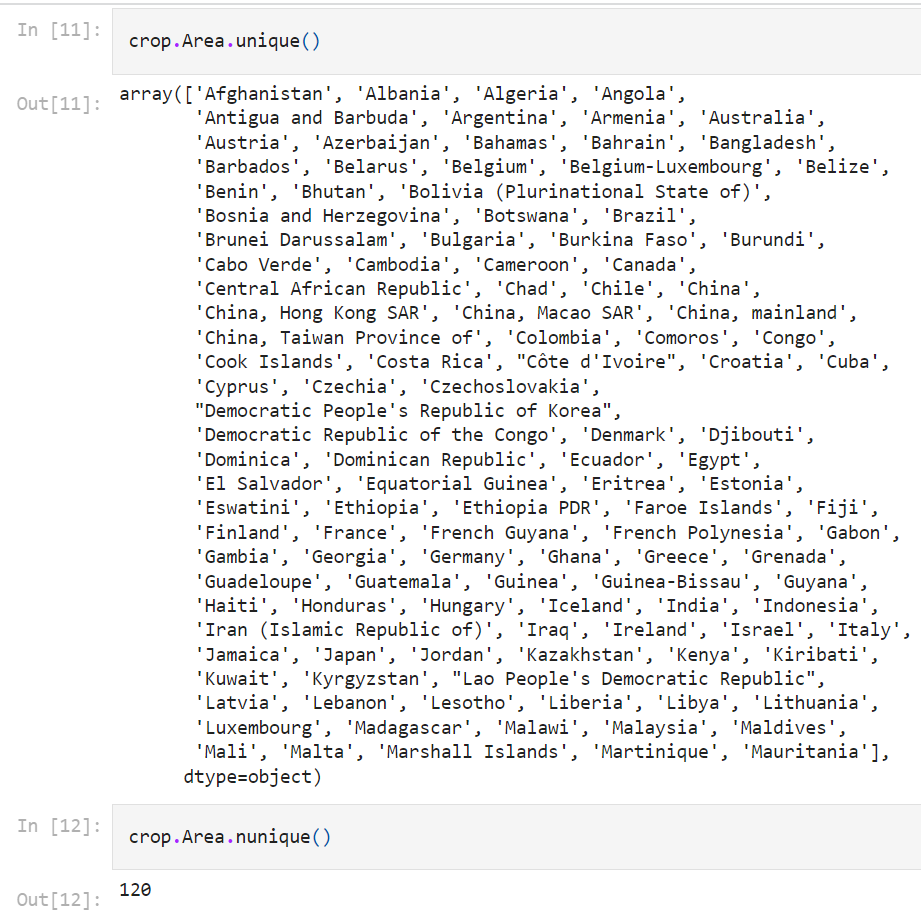 In [11]:
crop.Area.unique()
Out[11]:
array(['Afghanistan', 'Albania', 'Algeria', 'Angola',
'Antigua and Barbuda', 'Argentina', 'Armenia', 'Australia',
'Austria', 'Azerbaijan', 'Bahamas', 'Bahrain', 'Bangladesh',
'Barbados', 'Belarus', 'Belgium', 'Belgium-Luxembourg', 'Belize',
'Benin', 'Bhutan', 'Bolivia (Plurinational State of)',
'Bosnia and Herzegovina', 'Botswana', 'Brazil',
'Brunei Darussalam', 'Bulgaria', 'Burkina Faso', 'Burundi',
'Cabo Verde', 'Cambodia', 'Cameroon', 'Canada',
'Central African Republic', 'Chad', 'Chile', 'China',
'China, Hong Kong SAR', 'China, Macao SAR', 'China, mainland',
'China, Taiwan Province of', 'Colombia', 'Comoros', 'Congo',
'Cook Islands', 'Costa Rica', "Côte d'Ivoire", 'Croatia', 'Cuba',
'Cyprus', 'Czechia', 'Czechoslovakia',
"Democratic People's Republic of Korea",
'Democratic Republic of the Congo', 'Denmark', 'Djibouti',
'Dominica', 'Dominican Republic', 'Ecuador', 'Egypt',
'El Salvador', 'Equatorial Guinea', 'Eritrea', 'Estonia',
'Eswatini', 'Ethiopia', 'Ethiopia PDR', 'Faroe Islands', 'Fiji',
'Finland', 'France', 'French Guyana', 'French Polynesia', 'Gabon',
'Gambia', 'Georgia', 'Germany', 'Ghana', 'Greece', 'Grenada',
'Guadeloupe', 'Guatemala', 'Guinea', 'Guinea-Bissau', 'Guyana',
'Haiti', 'Honduras', 'Hungary', 'Iceland', 'India', 'Indonesia',
'Iran (Islamic Republic of)', 'Iraq', 'Ireland', 'Israel', 'Italy',
'Jamaica', 'Japan', 'Jordan', 'Kazakhstan', 'Kenya', 'Kiribati',
'Kuwait', 'Kyrgyzstan', "Lao People's Democratic Republic",
'Latvia', 'Lebanon', 'Lesotho', 'Liberia', 'Libya', 'Lithuania',
'Luxembourg', 'Madagascar', 'Malawi', 'Malaysia', 'Maldives',
'Mali', 'Malta', 'Marshall Islands', 'Martinique', 'Mauritania'],
dtype=object)
In [12]:
crop.Area.nunique()
Out[12]:
120